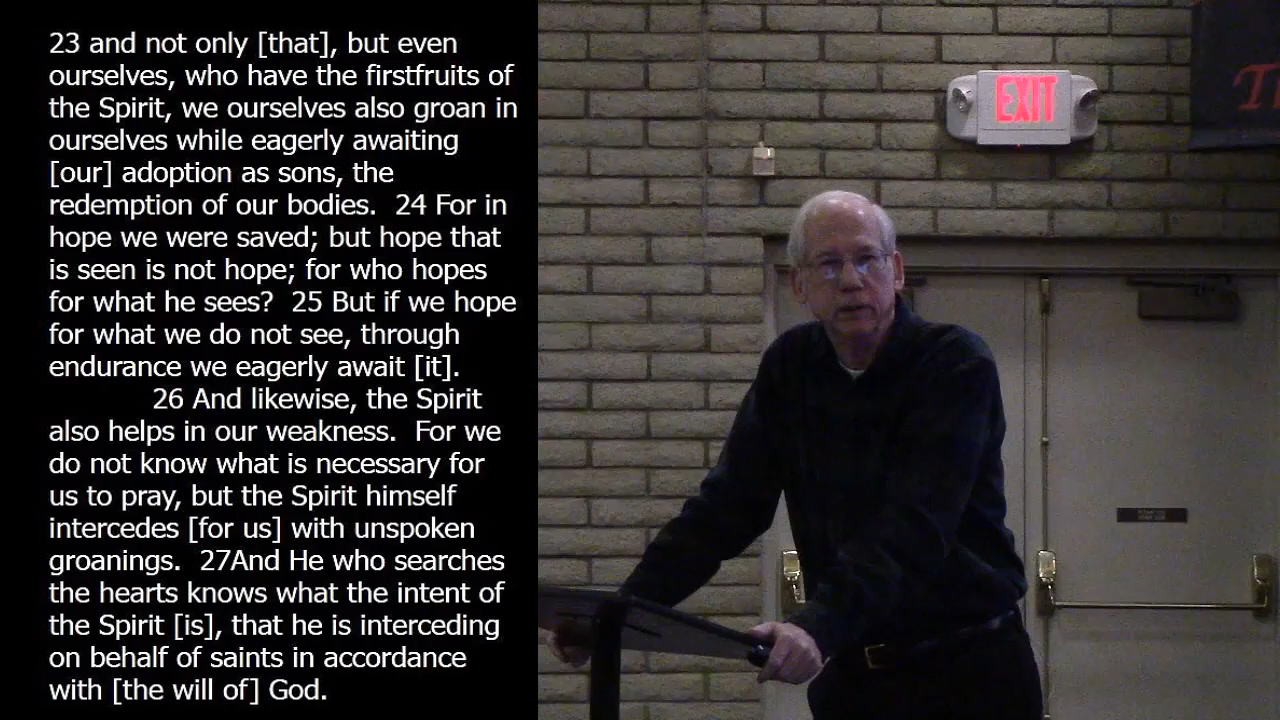 23 and not only [that], but even
ourselves, who have the firstfruits of
the Spirit, we ourselves also groan in
ourselves while eagerly awaiting
[our] adoption as sons, the
redemption of our bodies.  24 For in
hope we were saved; but hope that
is seen is not hope; for who hopes
for what he sees?  25 But if we hope
for what we do not see, through
endurance we eagerly await [it].
26 And likewise, the Spirit
also helps in our weakness.  For we
do not know what is necessary for
us to pray, but the Spirit himself
intercedes [for us] with unspoken
groanings.  27And He who searches
the hearts knows what the intent of
the Spirit [is], that he is interceding
on behalf of saints in accordance
with [the will of] God.
EXIT